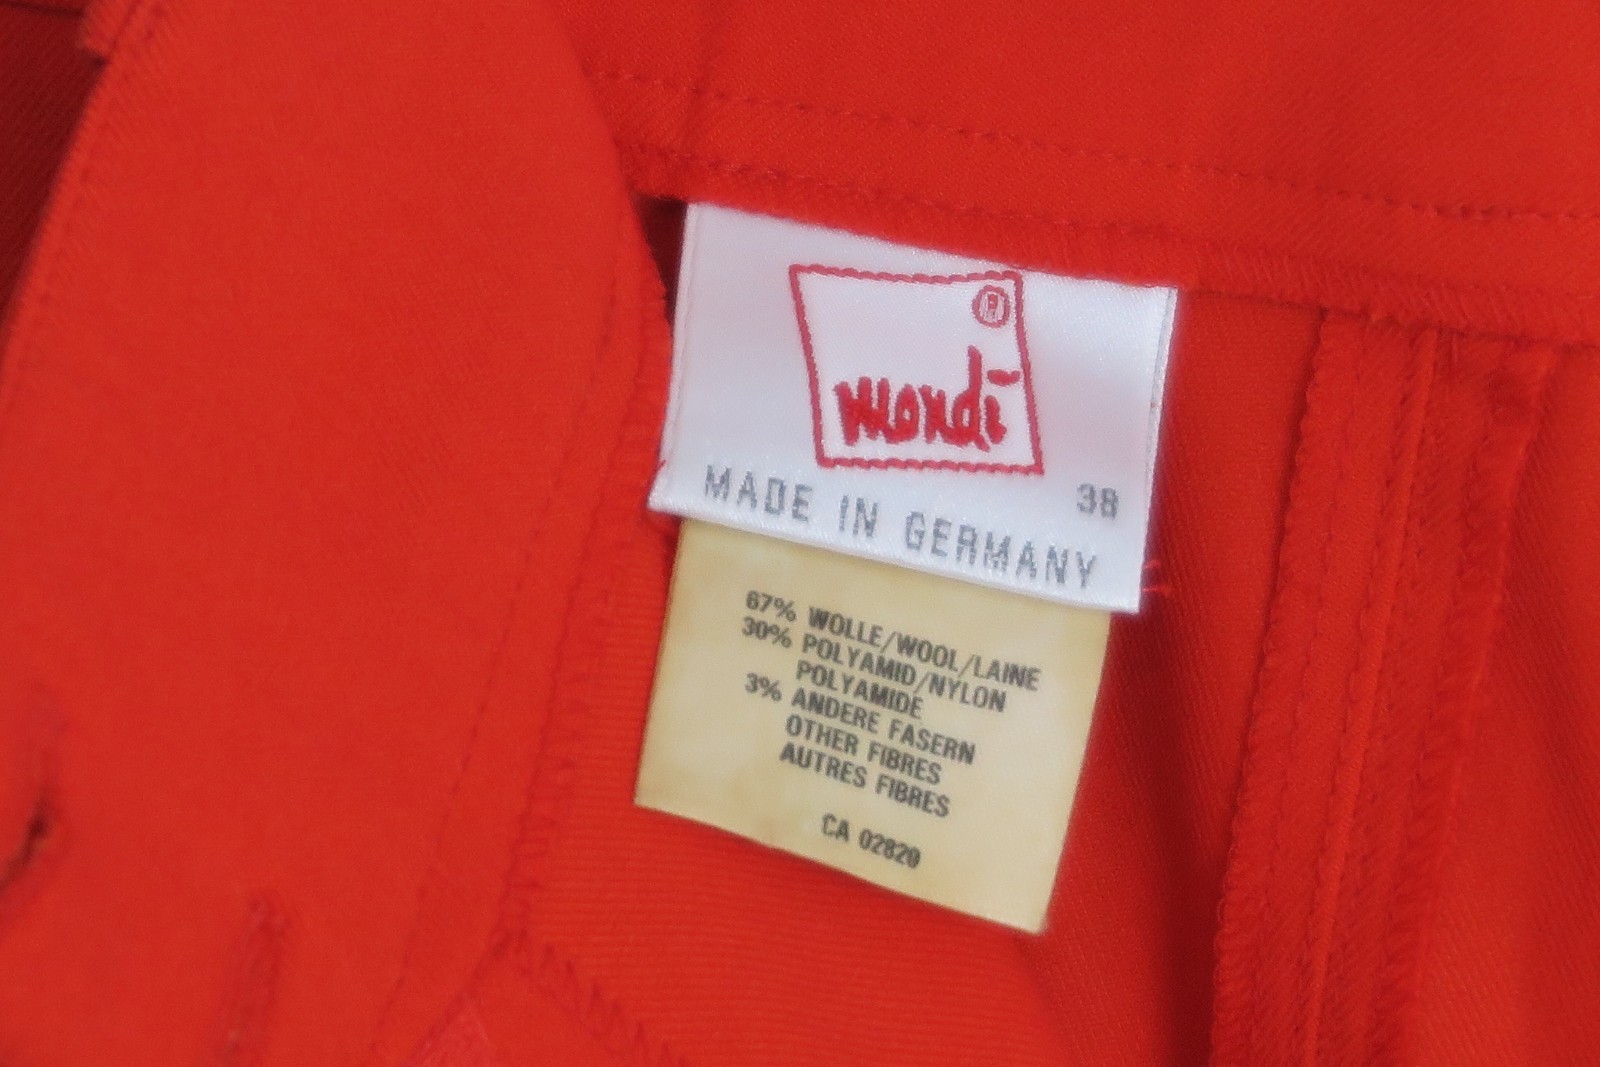 ®
mondi
38
MADE IN GERMANY
67% WOLLE/WOOL/LAINE
30% POLYAMID/NYLON
POLYAMIDE
3% ANDERE FASERN
OTHER FIBRES
AUTRES FIBRES
CA 02820